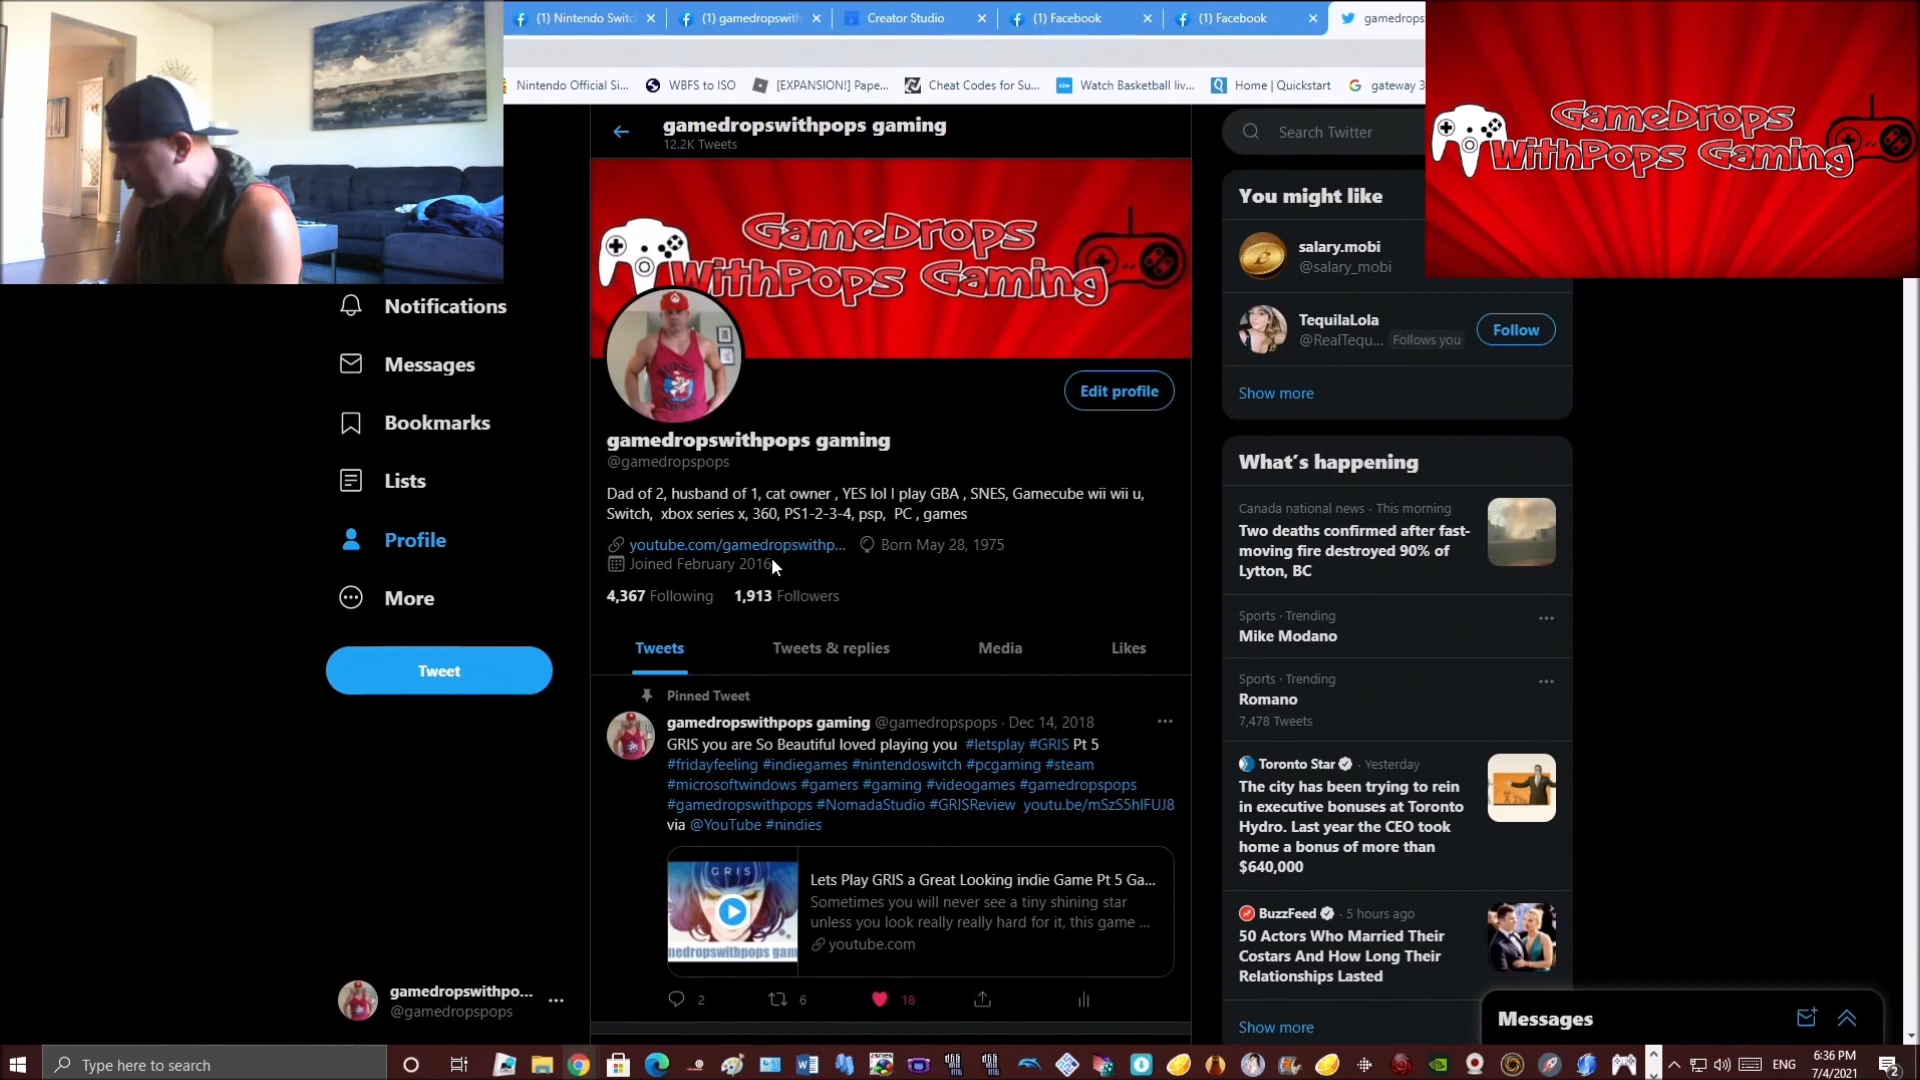 (1) Nintendo Switc
(1) gamedropswith
Creator Studio
(1) Facebook
(1) Facebook
gamedrops
Nintendo Official Si...
WBFS to ISO
[EXPANSION!] Pape...
Cheat Codes for Su...
Watch Basketball liv...
Home | Quickstart
gateway 3
GameDrops
WithPops Gaming
gamedropswithpops gaming
12.2K Tweets
Search Twitter
GameDrops
WithPops Gaming
Notifications
Messages
Bookmarks
Lists
Profile
More
Tweet
gamedropswithpo...
@gamedropspops
Edit profile
gamedropswithpops gaming
@gamedropspops
Dad of 2, husband of 1, cat owner , YES lol I play GBA , SNES, Gamecube wii wii u,
Switch, xbox series x, 360, PS1-2-3-4, psp, PC , games
youtube.com/gamedropswithp... Born May 28, 1975
Joined February 2016
4,367 Following 1,913 Followers
Tweets Tweets & replies Media Likes
Pinned Tweet
gamedropswithpops gaming @gamedropspops · Dec 14, 2018
GRIS you are So Beautiful loved playing you #letsplay #GRIS Pt 5
#fridayfeeling #indiegames #nintendoswitch #pcgaming #steam
#microsoftwindows #gamers #gaming #videogames #gamedropspops
#gamedropswithpops #NomadaStudio #GRISReview youtu.be/mSzS5hlFUJ8
via @YouTube #nindies
GRIS
medropswithpops gam
Lets Play GRIS a Great Looking indie Game Pt 5 Ga...
Sometimes you will never see a tiny shining star
unless you look really really hard for it, this game ...
youtube.com
2 6 18
You might like
salary.mobi
@salary_mobi
TequilaLola
@RealTequ... Follows you
Follow
Show more
What's happening
Canada national news · This morning
Two deaths confirmed after fast-
moving fire destroyed 90% of
Lytton, BC
Sports · Trending
Mike Modano
Sports · Trending
Romano
7,478 Tweets
Toronto Star · Yesterday
The city has been trying to rein
in executive bonuses at Toronto
Hydro. Last year the CEO took
home a bonus of more than
$640,000
BuzzFeed · 5 hours ago
50 Actors Who Married Their
Costars And How Long Their
Relationships Lasted
Show more
Messages
Type here to search
ENG
6:36 PM
7/4/2021
2